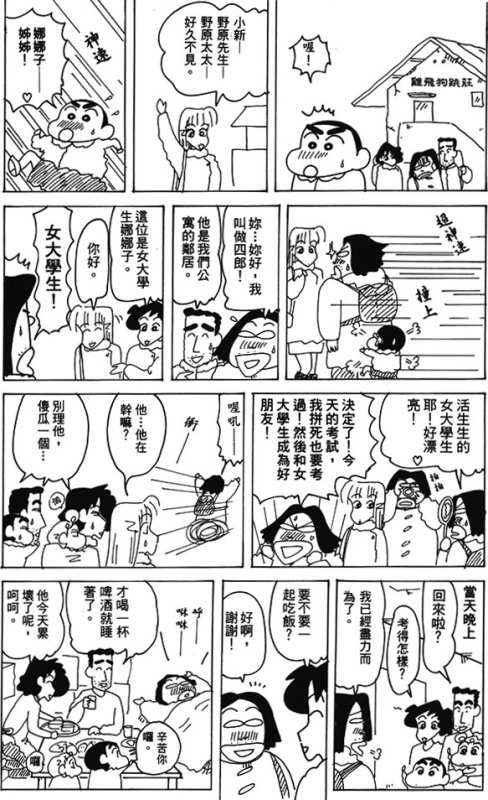 雞飛狗跳莊
喔！
小新—
野原先生—
野原太太—
好久不見。
神速
娜娜子
姊姊！
超神速
撞上
妳…妳好，我
叫做四郎！
他是我們公
寓的鄰居。
這位是女大學
生娜娜子。
你好。
女大學生！
活生生的
女大學生
耶！好漂
亮！
拍
拍
決定了！今
天的考試，
我拼死也要考
過！然後和女
大學生成為好
朋友！
喔吼——
衝
他…他在
幹嘛？
別理他，
傻瓜一個…
當天晚上
回來啦？
考得怎樣？
我已經盡力而
為了。
要不要一
起吃飯？
好啊，
謝謝！
呼
咻
咻
才喝一杯
啤酒就睡
著了。
辛苦你
囉。
他今天累
壞了呢，
呵呵。
囉